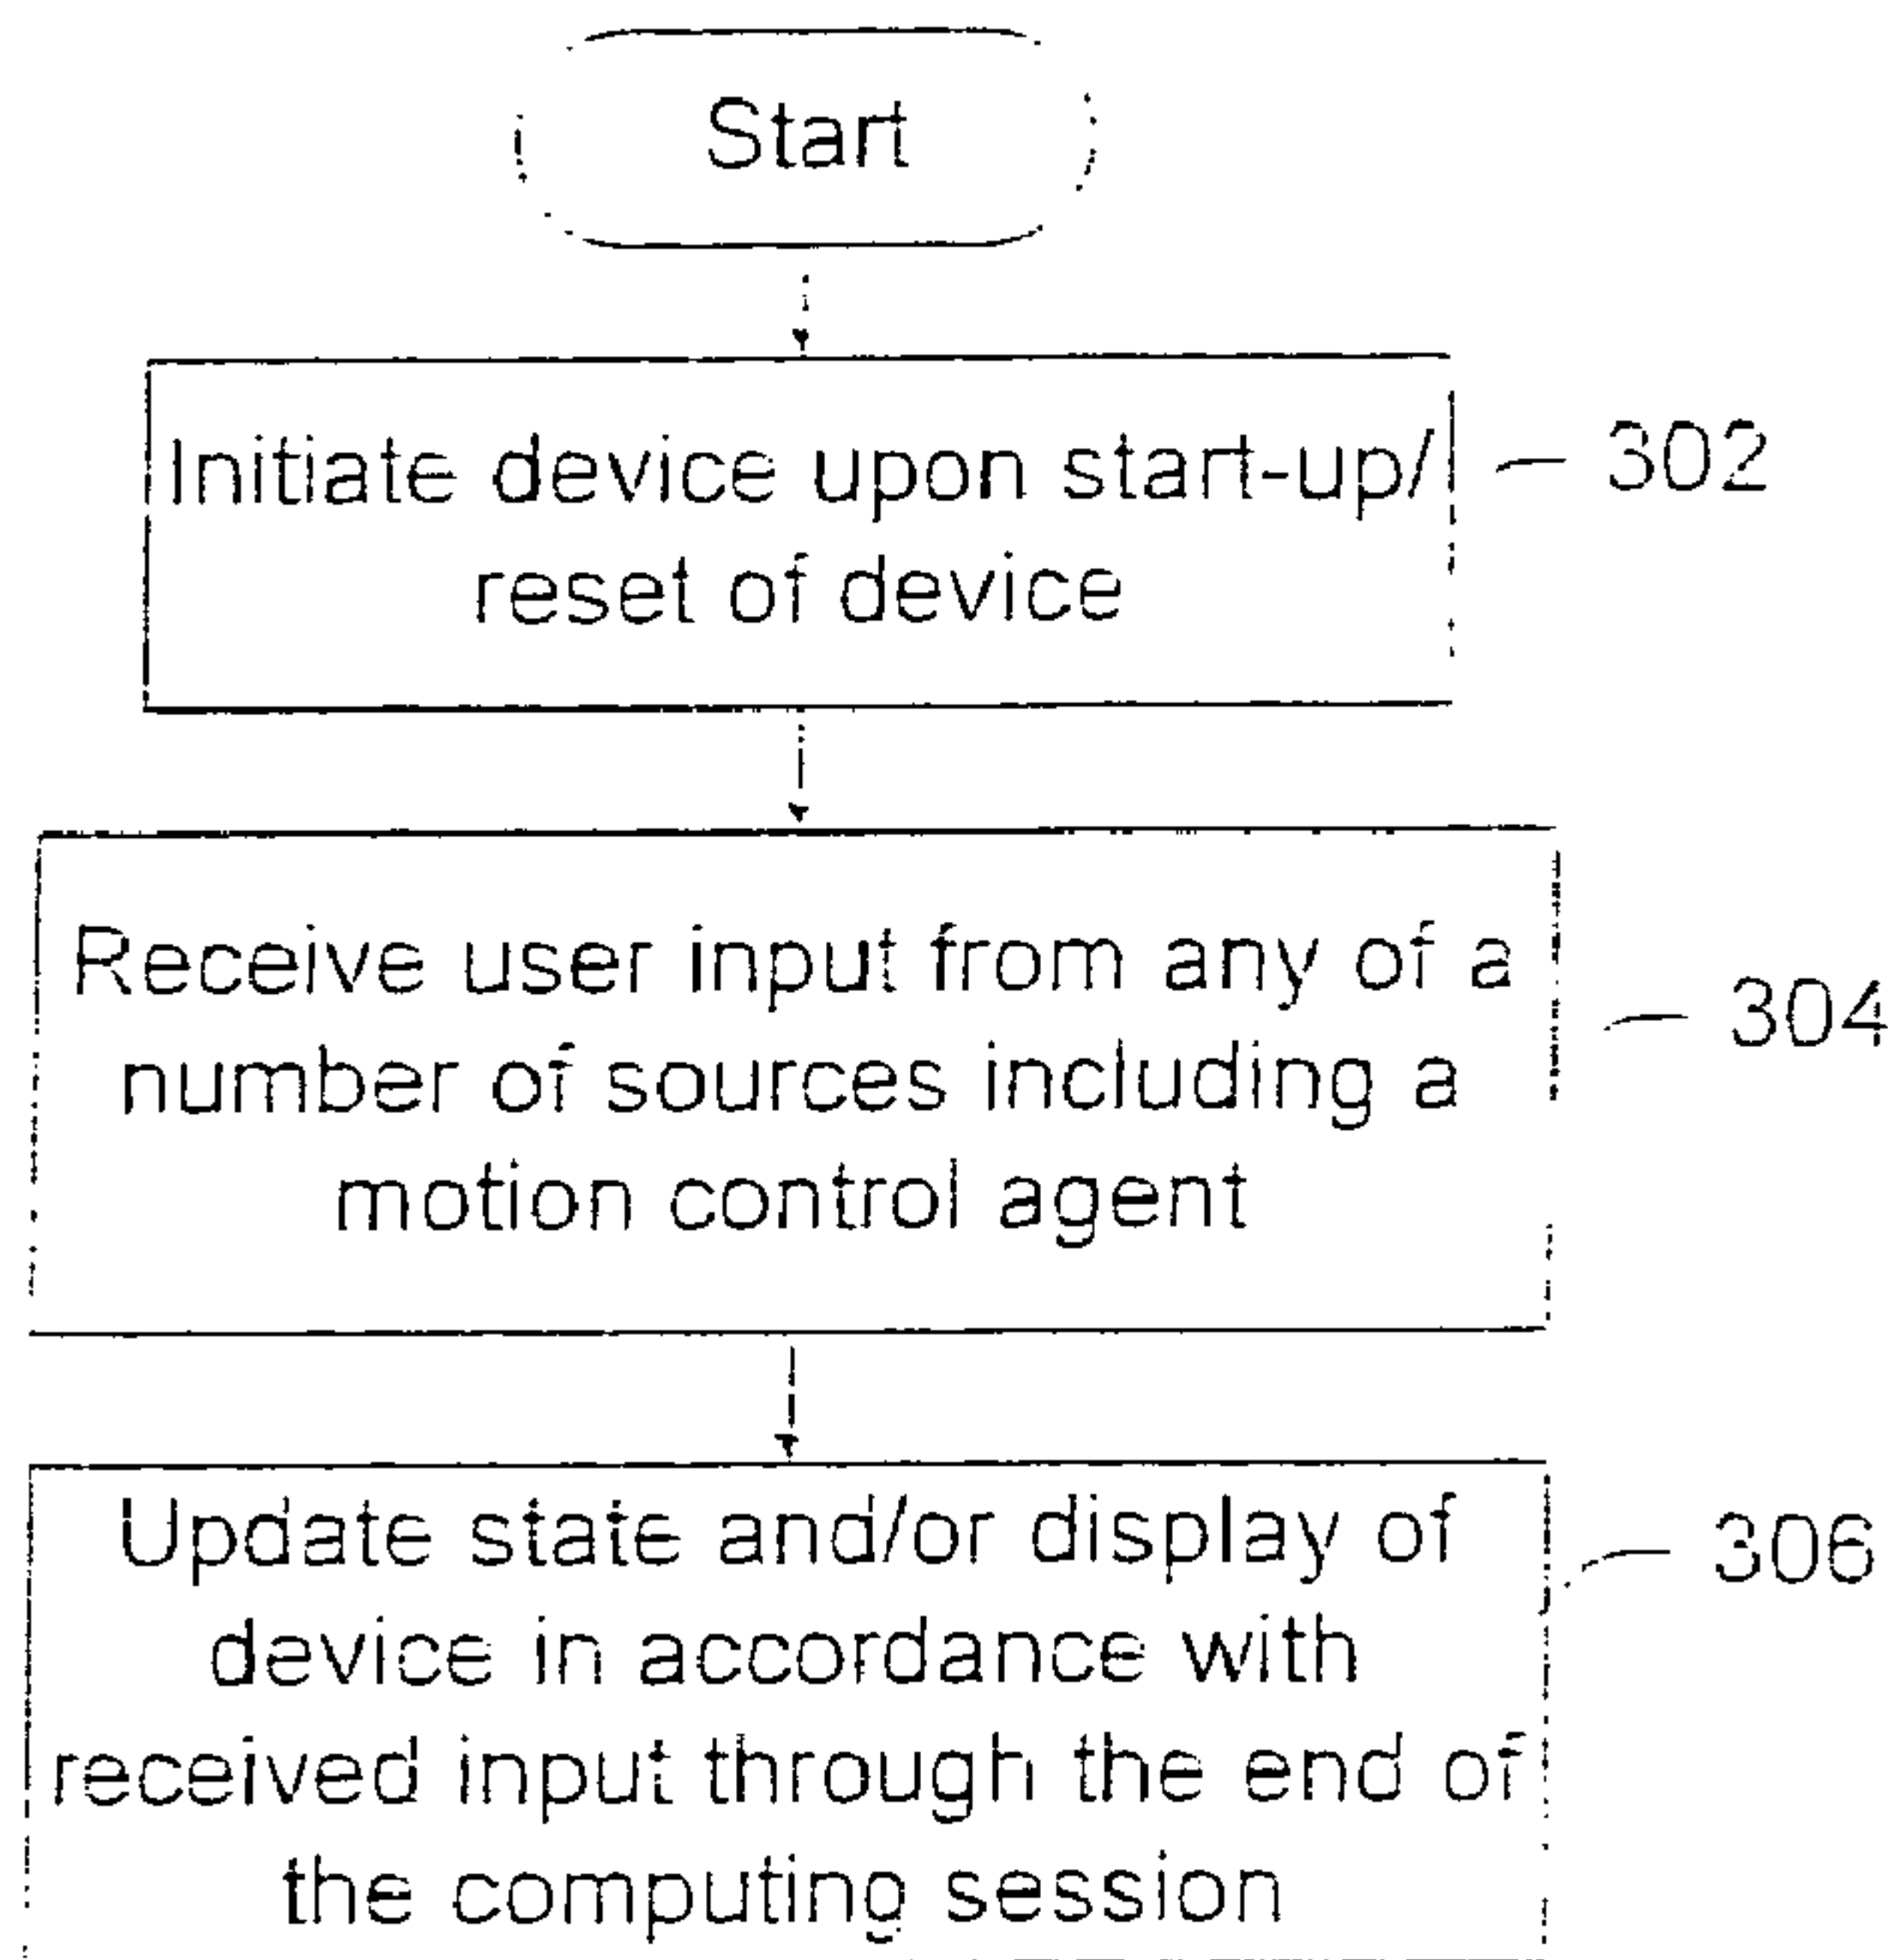 Start
Initiate device upon start-up/
302
reset of device
Receive user input from any of a
304
number of sources including a
motion control agent
Update state and/or display of
306
device in accordance with
received input through the end of
the computing session